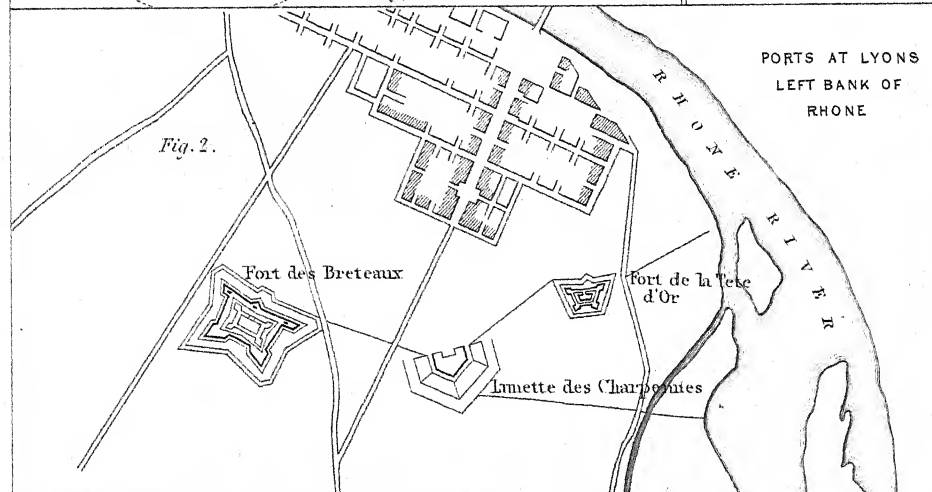 PORTS AT LYONS
LEFT BANK OF
RHONE
RHONE RIVER
Fig. 2.
Fort des Breteaux
Fort de la Tete
d'Or
Lunette des Charpennies